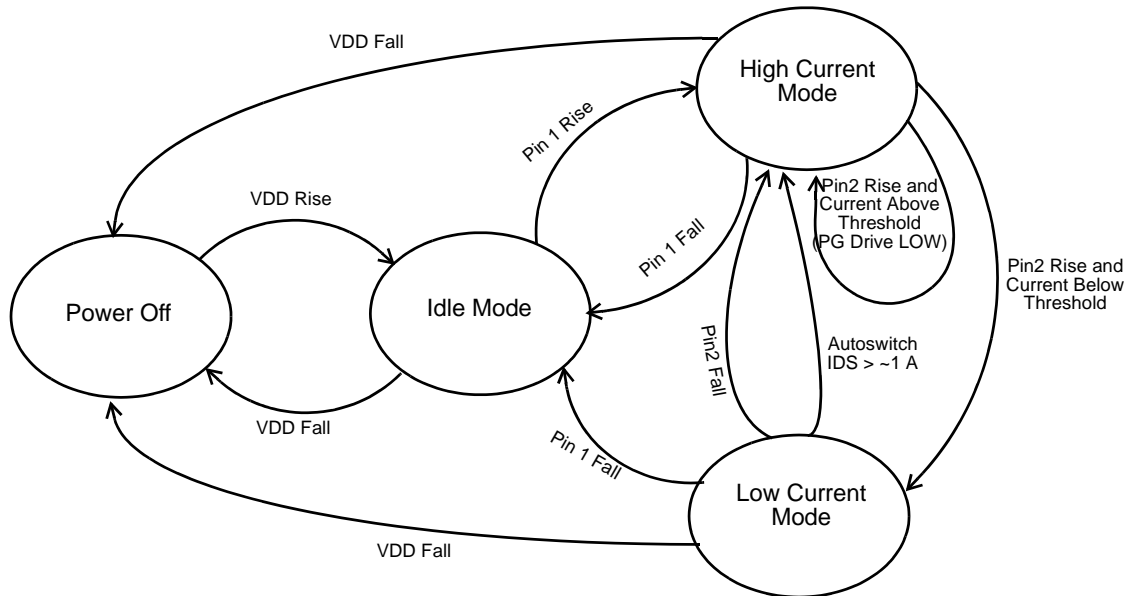 VDD Fall
High Current
Mode
Pin 1 Rise
VDD Rise
Pin2 Rise and
Current Above
Threshold
(PG Drive LOW)
Pin 1 Fall
Pin2 Rise and
Current Below
Threshold
Power Off
Idle Mode
Pin2 Fall
Autoswitch
IDS > ~1 A
VDD Fall
Pin 1 Fall
Low Current
Mode
VDD Fall